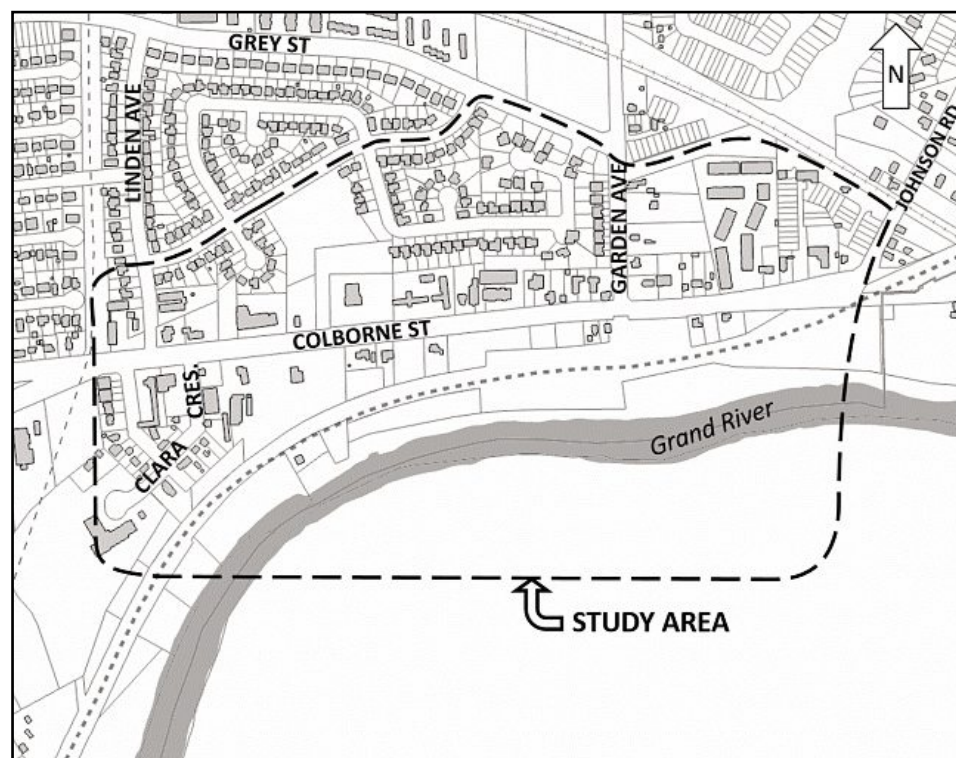 GREY ST
N
LINDEN AVE
JOHNSON RD
GARDEN AVE
COLBORNE ST
CRES.
CLARA
Grand River
STUDY AREA